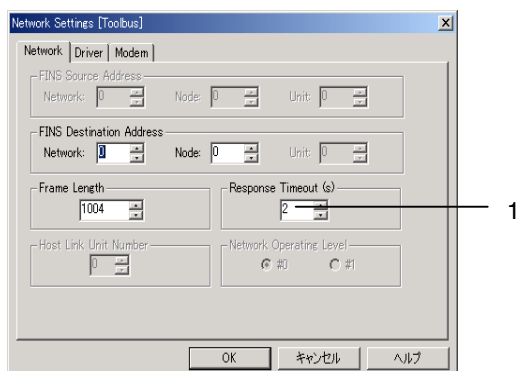 Network Settings [Toolbus]
Network Driver Modem
FINS Source Address
Network: 0 Node: 0 Unit: 0
FINS Destination Address
Network: 0 Node: 0 Unit: 0
Frame Length Response Timeout (s)
1004 2 1
Host Link Unit Number Network Operating Level
0 #0 #1
OK キャンセル ヘルプ